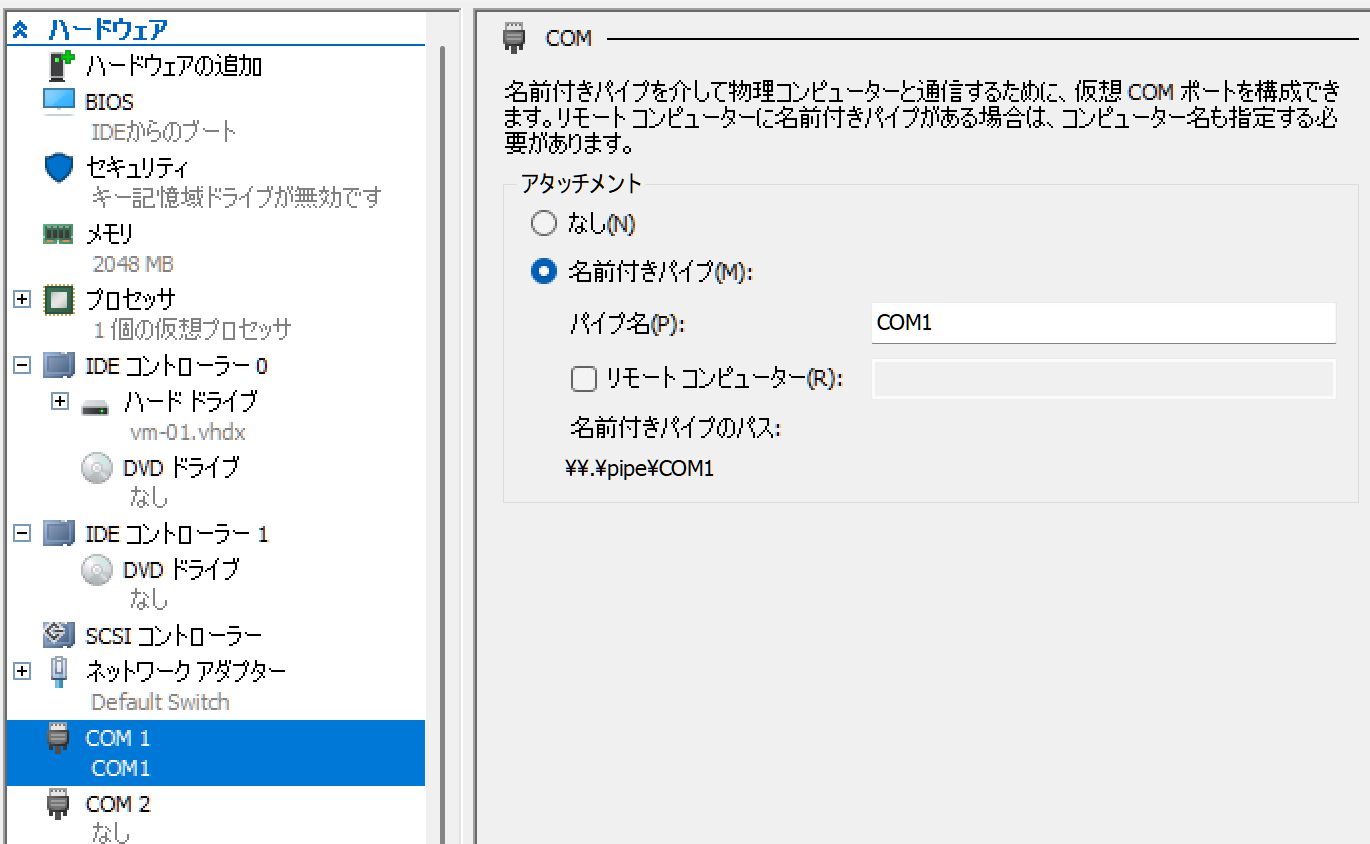 ハードウェア
ハードウェアの追加
BIOS
IDEからのブート
セキュリティ
キー記憶域ドライブが無効です
メモリ
2048 MB
プロセッサ
1 個の仮想プロセッサ
IDE コントローラー 0
ハード ドライブ
vm-01.vhdx
DVD ドライブ
なし
IDE コントローラー 1
DVD ドライブ
なし
SCSI コントローラー
ネットワーク アダプター
Default Switch
COM 1
COM1
COM 2
なし
COM
名前付きパイプを介して物理コンピューターと通信するために、仮想 COM ポートを構成でき
ます。リモート コンピューターに名前付きパイプがある場合は、コンピューター名も指定する必
要があります。
アタッチメント
なし(N)
名前付きパイプ(M):
パイプ名(P):
COM1
リモート コンピューター(R):
名前付きパイプのパス:
¥¥.¥pipe¥COM1